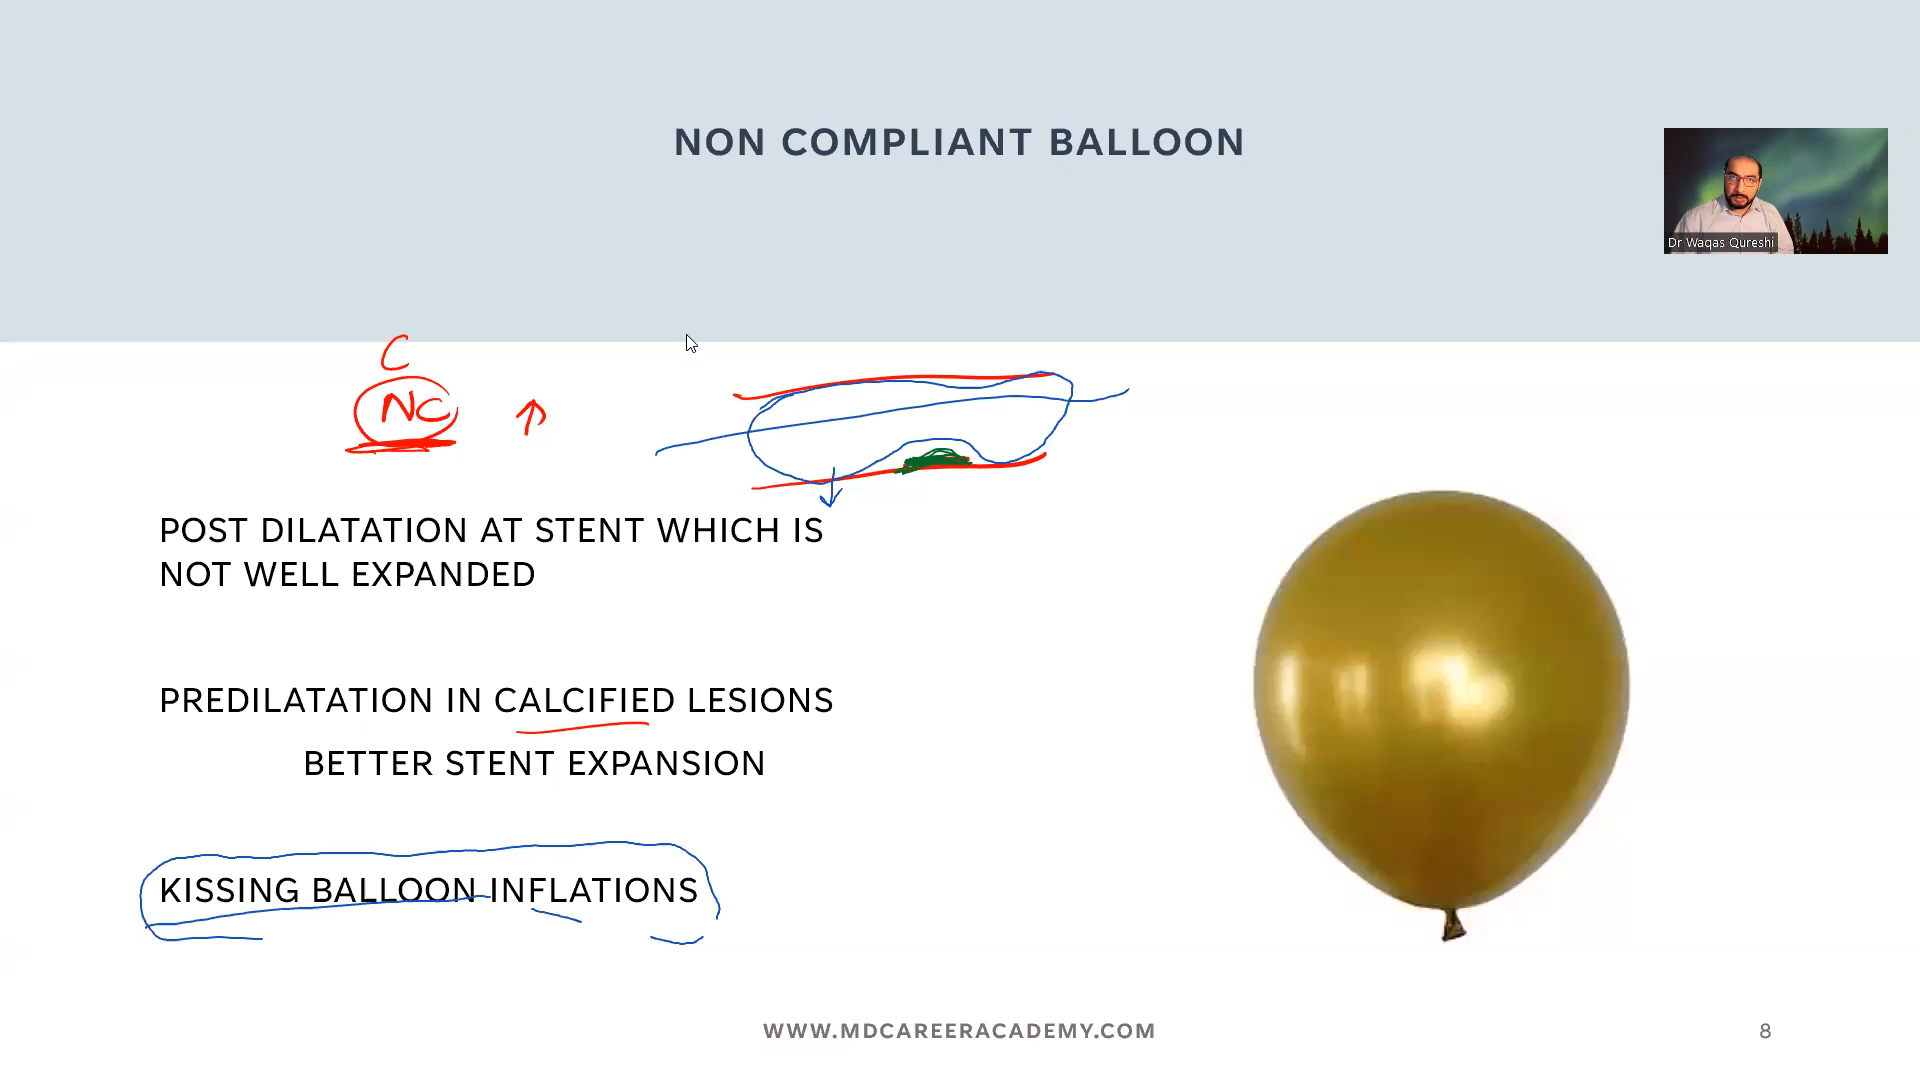 NON COMPLIANT BALLOON
Dr Waqas Qureshi
C
NC
POST DILATATION AT STENT WHICH IS
NOT WELL EXPANDED
PREDILATATION IN CALCIFIED LESIONS
BETTER STENT EXPANSION
KISSING BALLOON INFLATIONS
WWW.MDCAREERACADEMY.COM
8